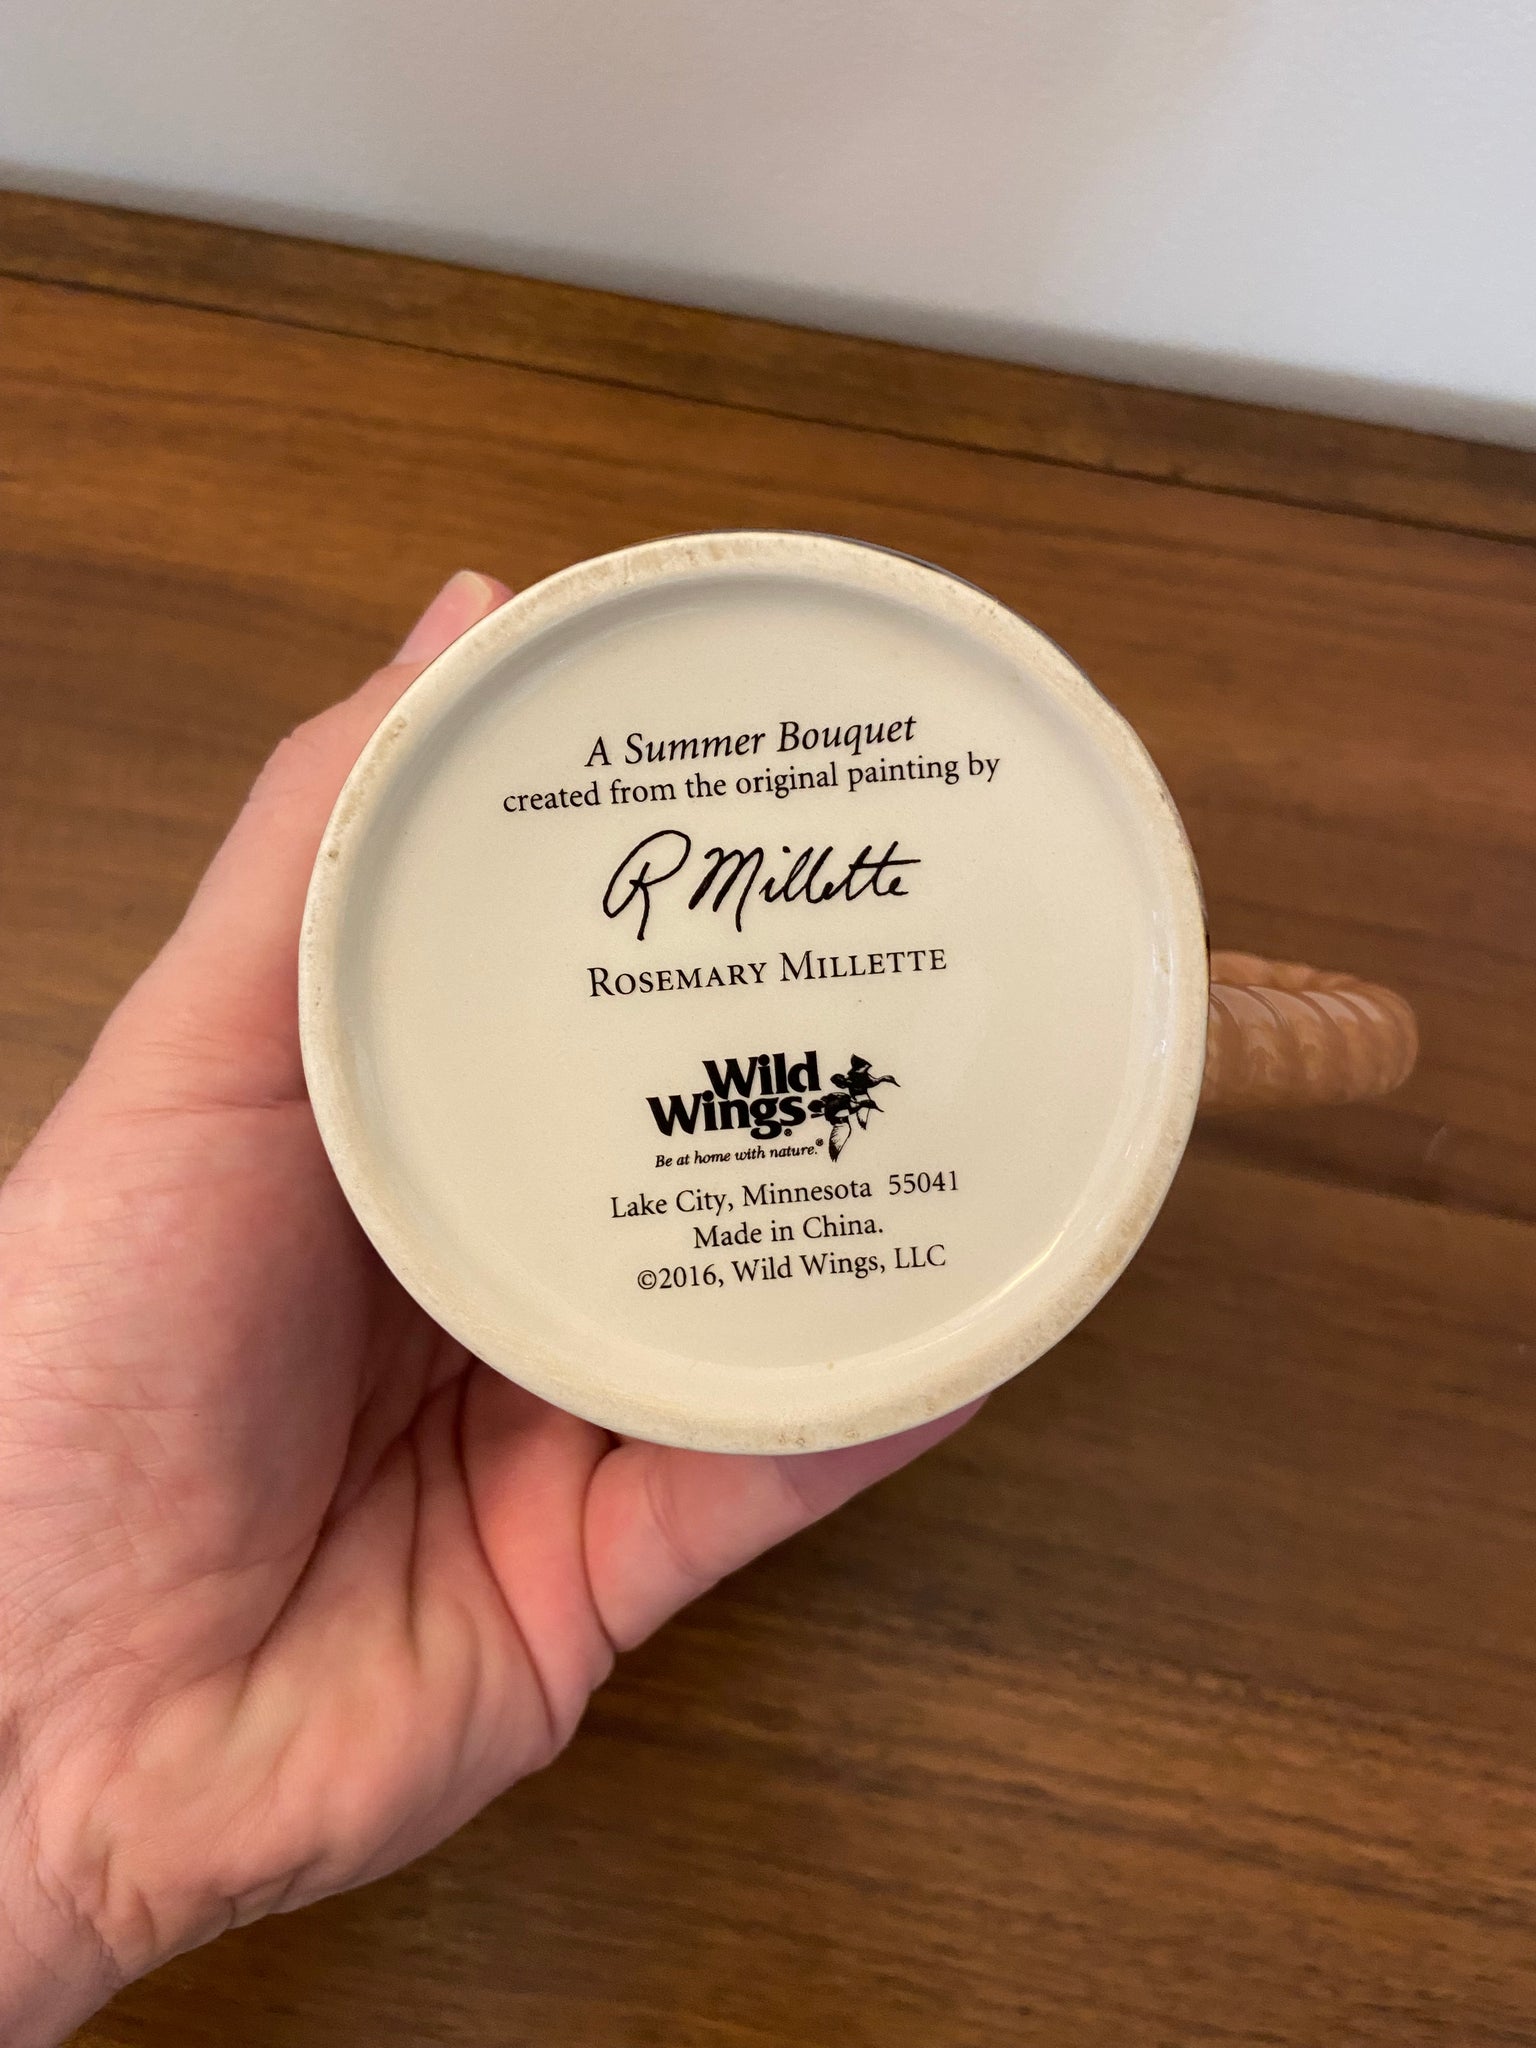 A Summer Bouquet
created from the original painting by
R Millette
ROSEMARY MILLETTE
Wild
Wings®
Be at home with nature.®
Lake City, Minnesota 55041
Made in China.
©2016, Wild Wings, LLC